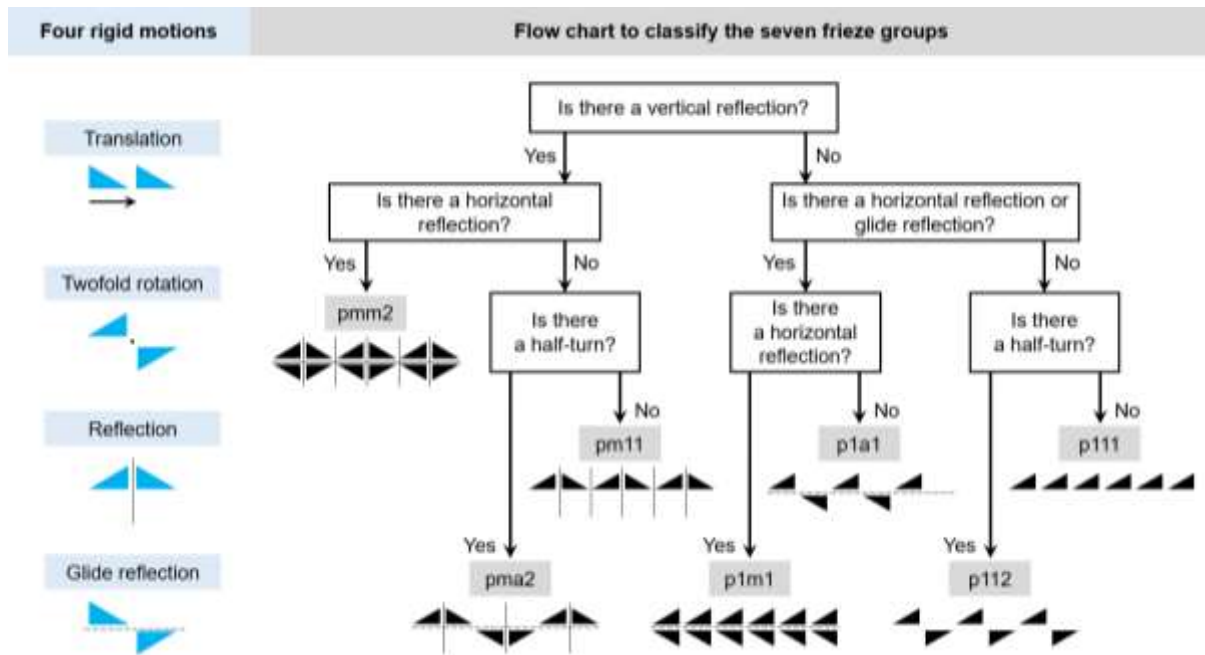 Four rigid motions
Flow chart to classify the seven frieze groups
Translation
Twofold rotation
Reflection
Glide reflection
Is there a vertical reflection?
Yes
No
Is there a horizontal
reflection?
Is there a horizontal reflection or
glide reflection?
Yes
No
Yes
No
pmm2
Is there
a half-turn?
Is there
a horizontal
reflection?
Is there
a half-turn?
No
No
No
pm11
p1a1
p111
Yes
Yes
Yes
pma2
p1m1
p112